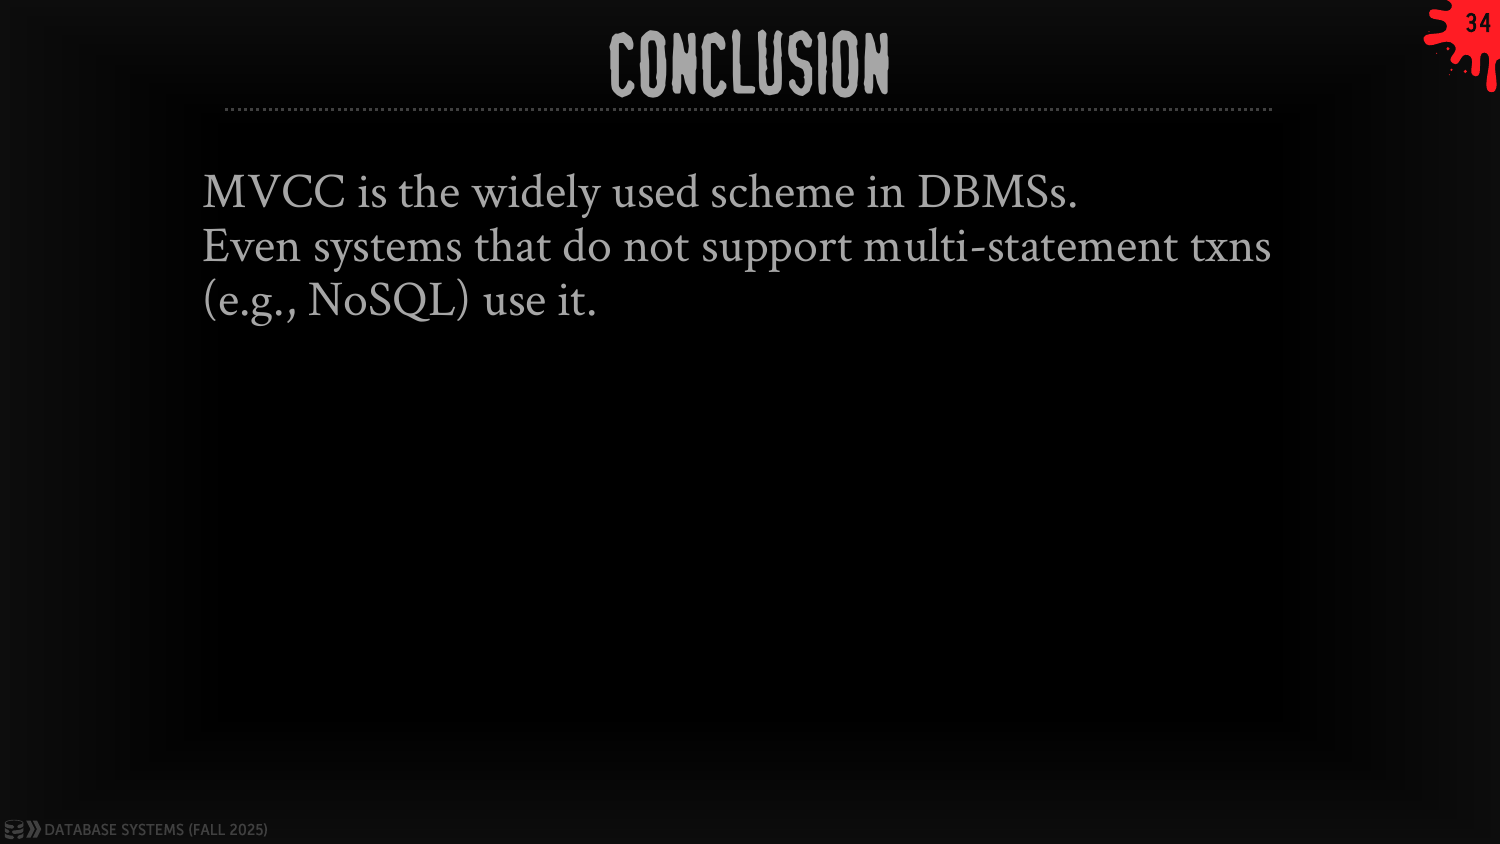 CONCLUSION
34
MVCC is the widely used scheme in DBMSs.
Even systems that do not support multi-statement txns
(e.g., NoSQL) use it.
DATABASE SYSTEMS (FALL 2025)